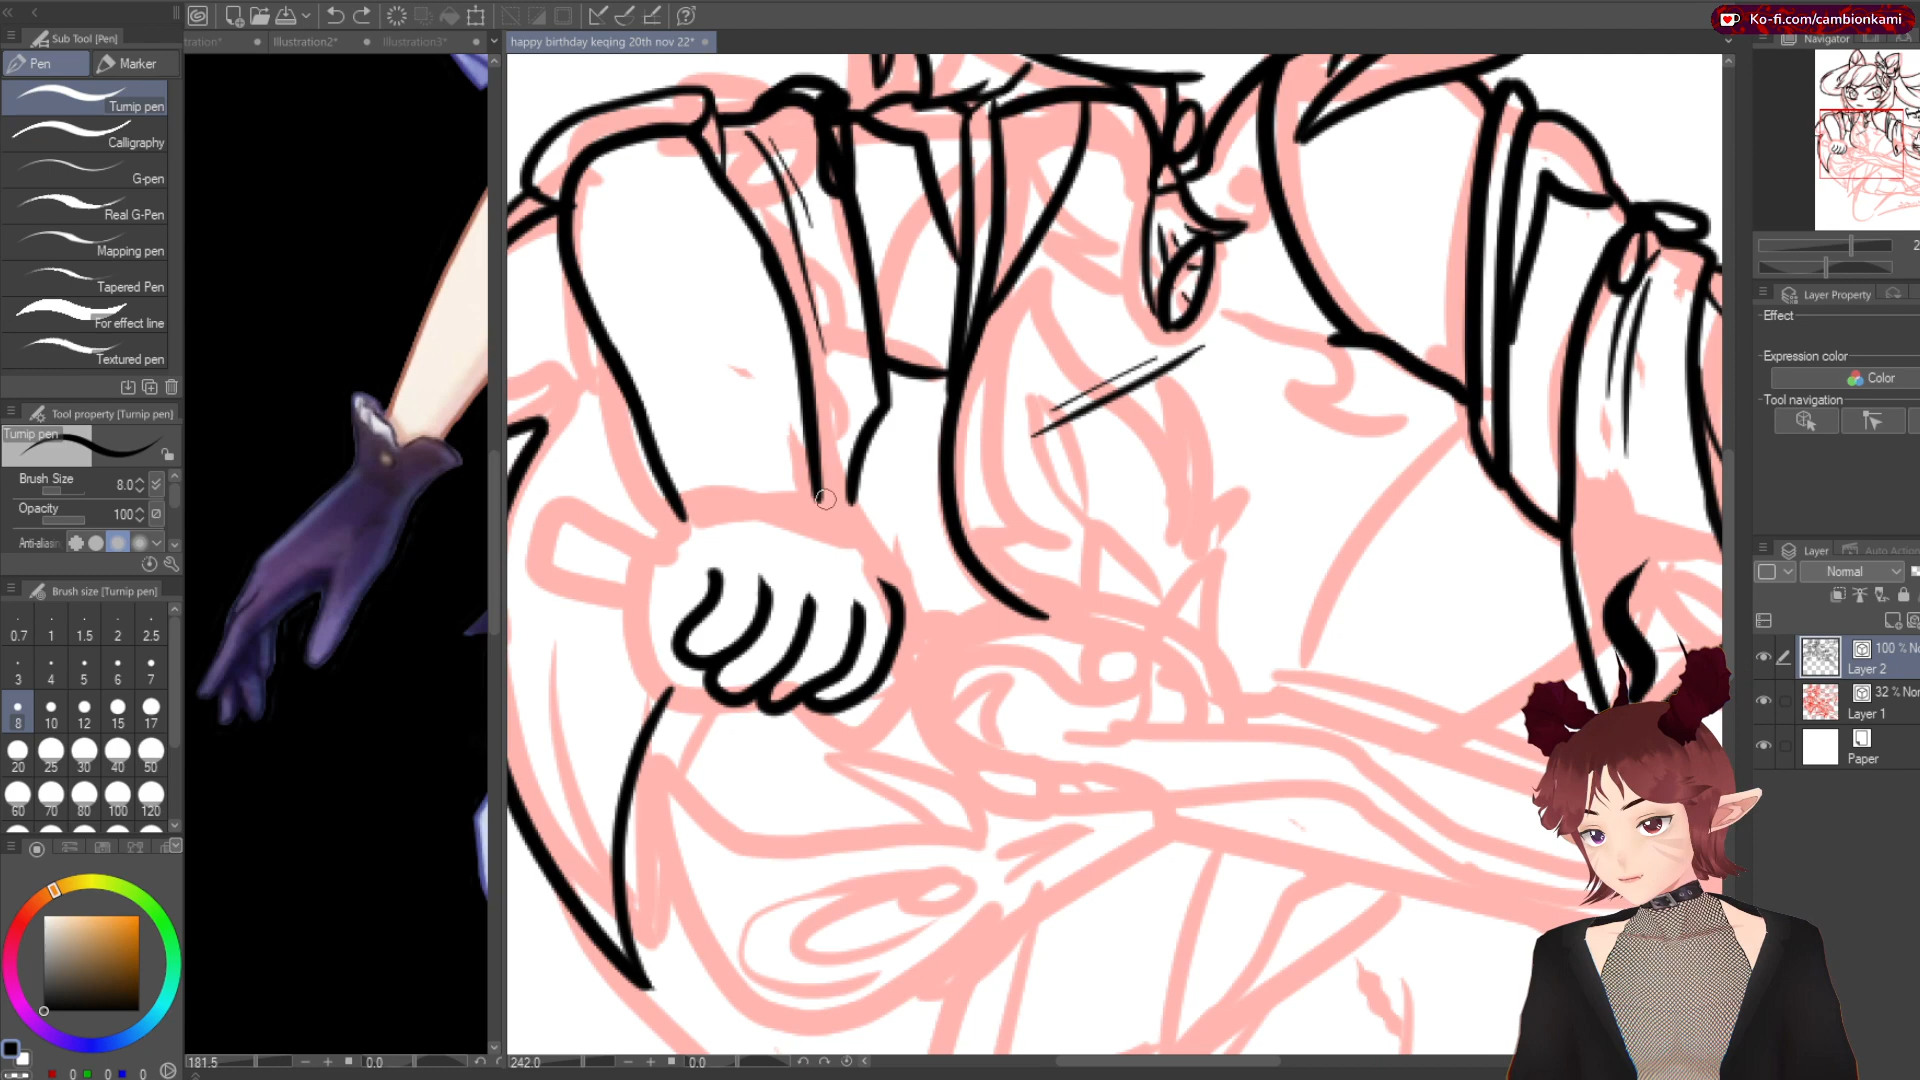 Ko-fi.com/cambionkami
Sub Tool [Pen]
Pen
Marker
Turnip pen
Calligraphy
G-pen
Real G-Pen
Mapping pen
Tapered Pen
For effect line
Textured pen
Tool property [Turnip pen]
Turnip pen
Brush Size 8.0
Opacity 100
Anti-alias
Brush size [Turnip pen]
0.7 1 1.5 2 2.5
3 4 5 6 7
8 10 12 15 17
20 25 30 40 50
60 70 80 100 120
0 0 0
tration*
Illustration2*
Illustration3*
happy birthday keqing 20th nov 22*
181.5
0.0
242.0
0.0
Navigator
2
Layer Property
Effect
Expression color
Color
Tool navigation
Layer
Auto Action
Normal
100 % No
Layer 2
32 % Nor
Layer 1
Paper